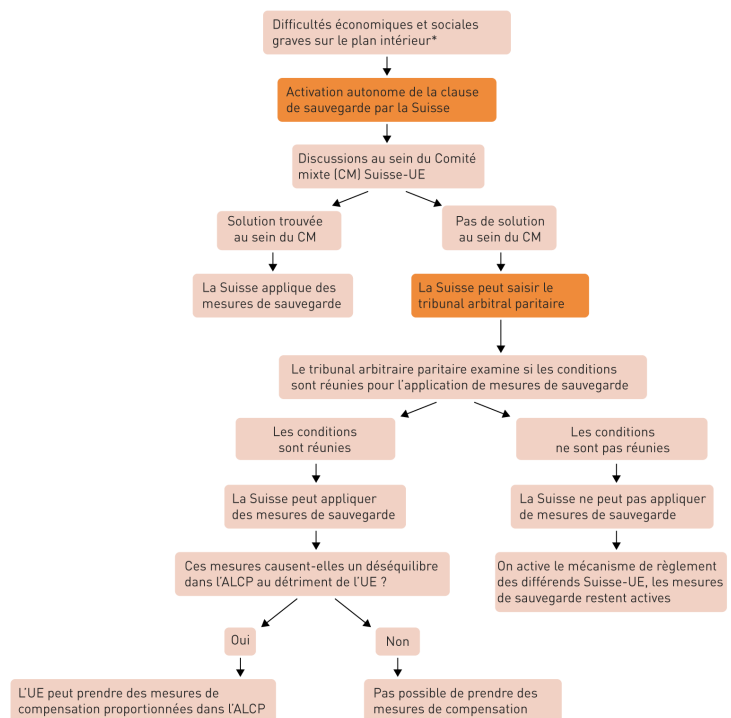 Difficultés économiques et sociales
graves sur le plan intérieur*
Activation autonome de la clause
de sauvegarde par la Suisse
Discussions au sein du Comité
mixte (CM) Suisse-UE
Solution trouvée
au sein du CM
Pas de solution
au sein du CM
La Suisse applique des
mesures de sauvegarde
La Suisse peut saisir le
tribunal arbitral paritaire
Le tribunal arbitraire paritaire examine si les conditions
sont réunies pour l'application de mesures de sauvegarde
Les conditions
sont réunies
Les conditions
ne sont pas réunies
La Suisse peut appliquer
des mesures de sauvegarde
La Suisse ne peut pas appliquer
de mesures de sauvegarde
Ces mesures causent-elles un déséquilibre
dans l'ALCP au détriment de l'UE ?
On active le mécanisme de règlement
des différends Suisse-UE, les mesures
de sauvegarde restent actives
Oui
Non
L'UE peut prendre des mesures de
compensation proportionnées dans l'ALCP
Pas possible de prendre des
mesures de compensation